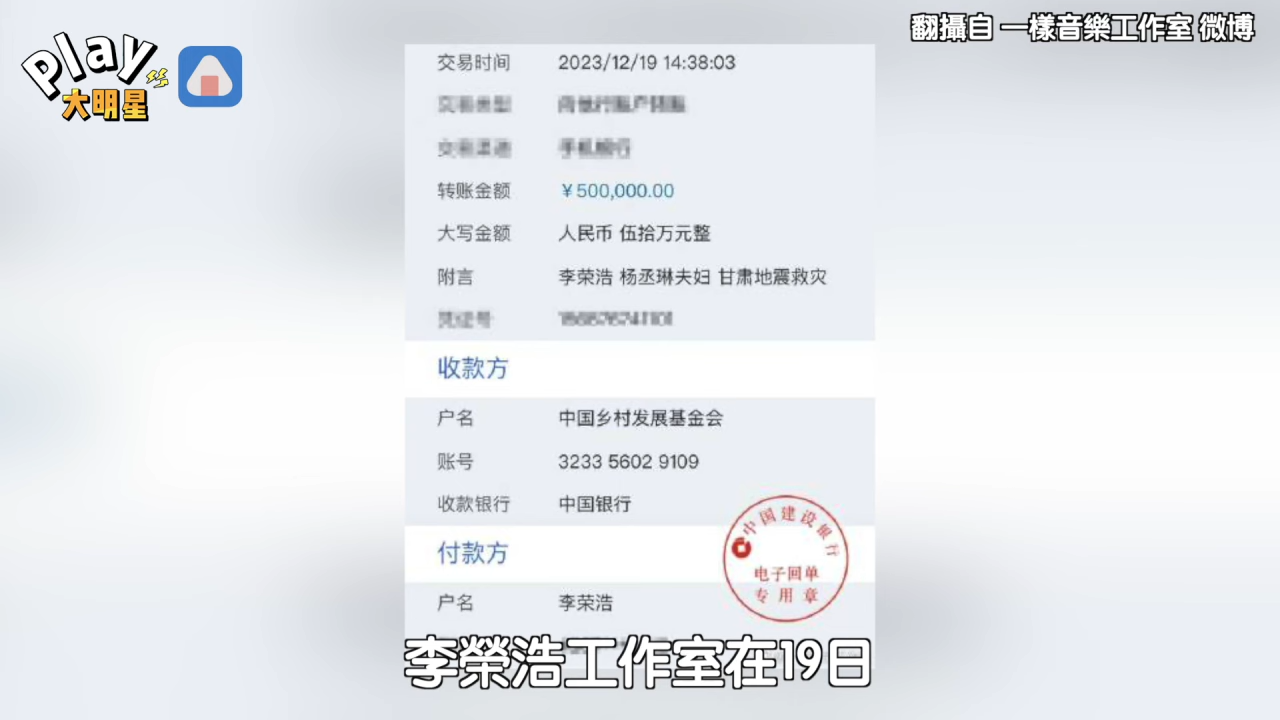 Play
大明星
翻攝自 一樣音樂工作室 微博
交易时间 2023/12/19 14:38:03
转账金额 ¥500,000.00
大写金额 人民币 伍拾万元整
附言 李荣浩 杨丞琳夫妇 甘肃地震救灾
收款方
户名 中国乡村发展基金会
账号 3233 5602 9109
收款银行 中国银行
付款方
中国建设银行
电子回单
专用章
户名 李荣浩
李榮浩工作室在19日